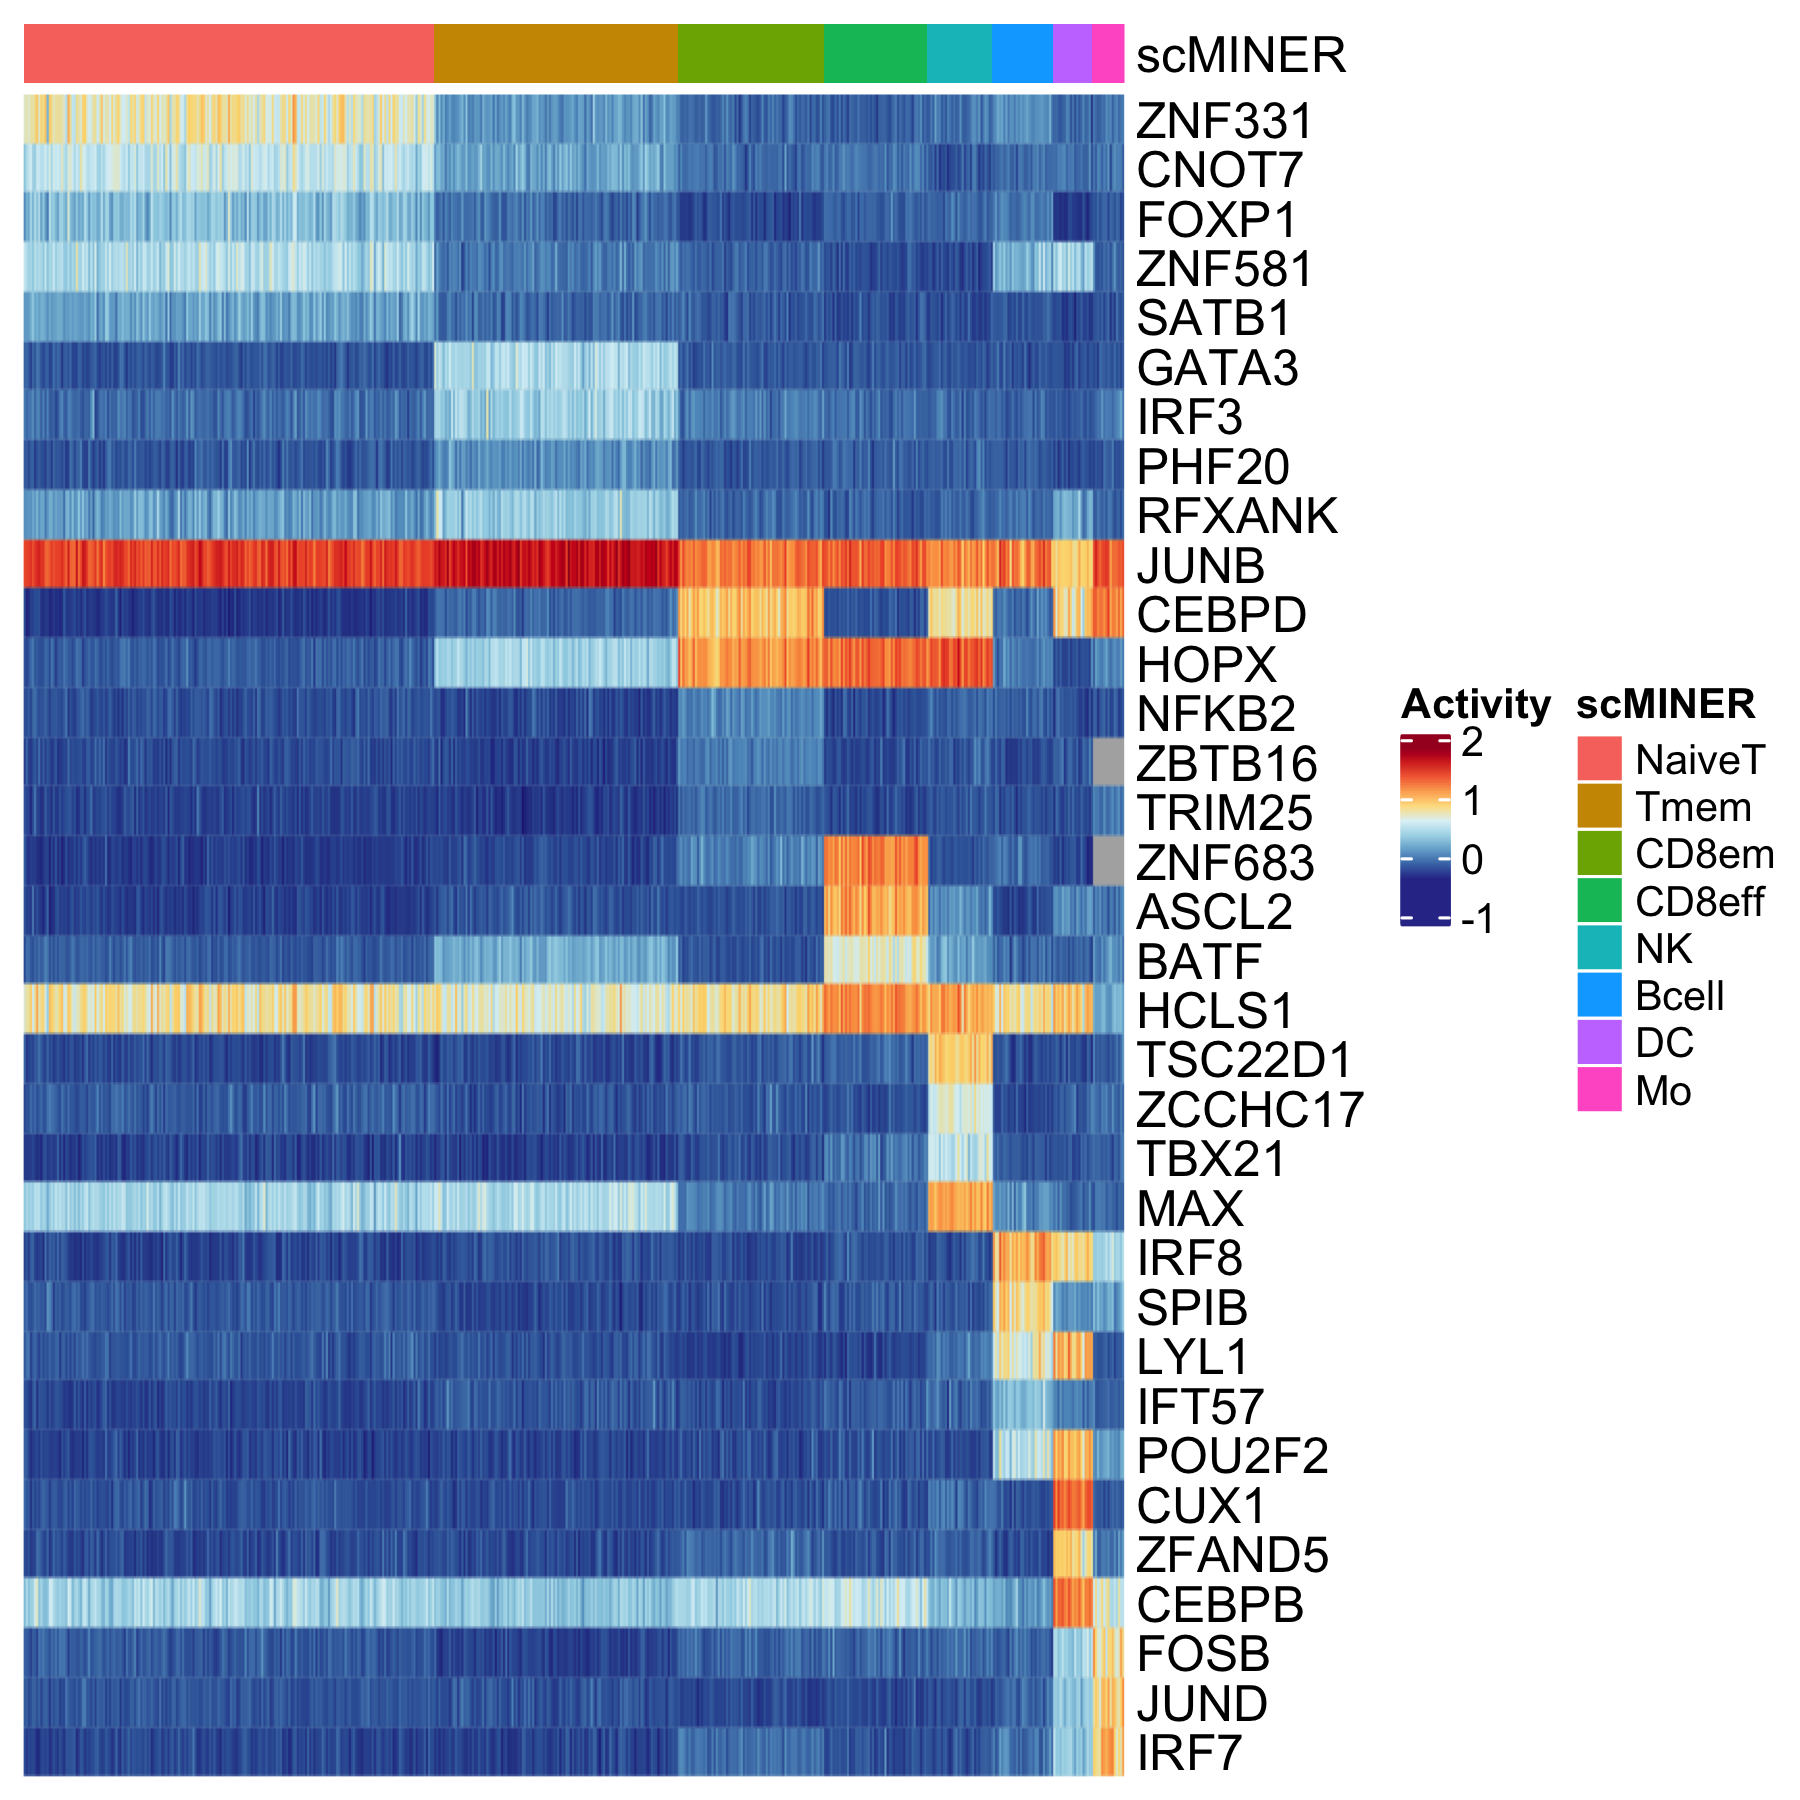 scMINER
ZNF331
CNOT7
FOXP1
ZNF581
SATB1
GATA3
IRF3
PHF20
RFXANK
JUNB
CEBPD
HOPX
NFKB2
ZBTB16
TRIM25
ZNF683
ASCL2
BATF
HCLS1
TSC22D1
ZCCHC17
TBX21
MAX
IRF8
SPIB
LYL1
IFT57
POU2F2
CUX1
ZFAND5
CEBPB
FOSB
JUND
IRF7
Activity
2
1
0
-1
scMINER
NaiveT
Tmem
CD8em
CD8eff
NK
Bcell
DC
Mo